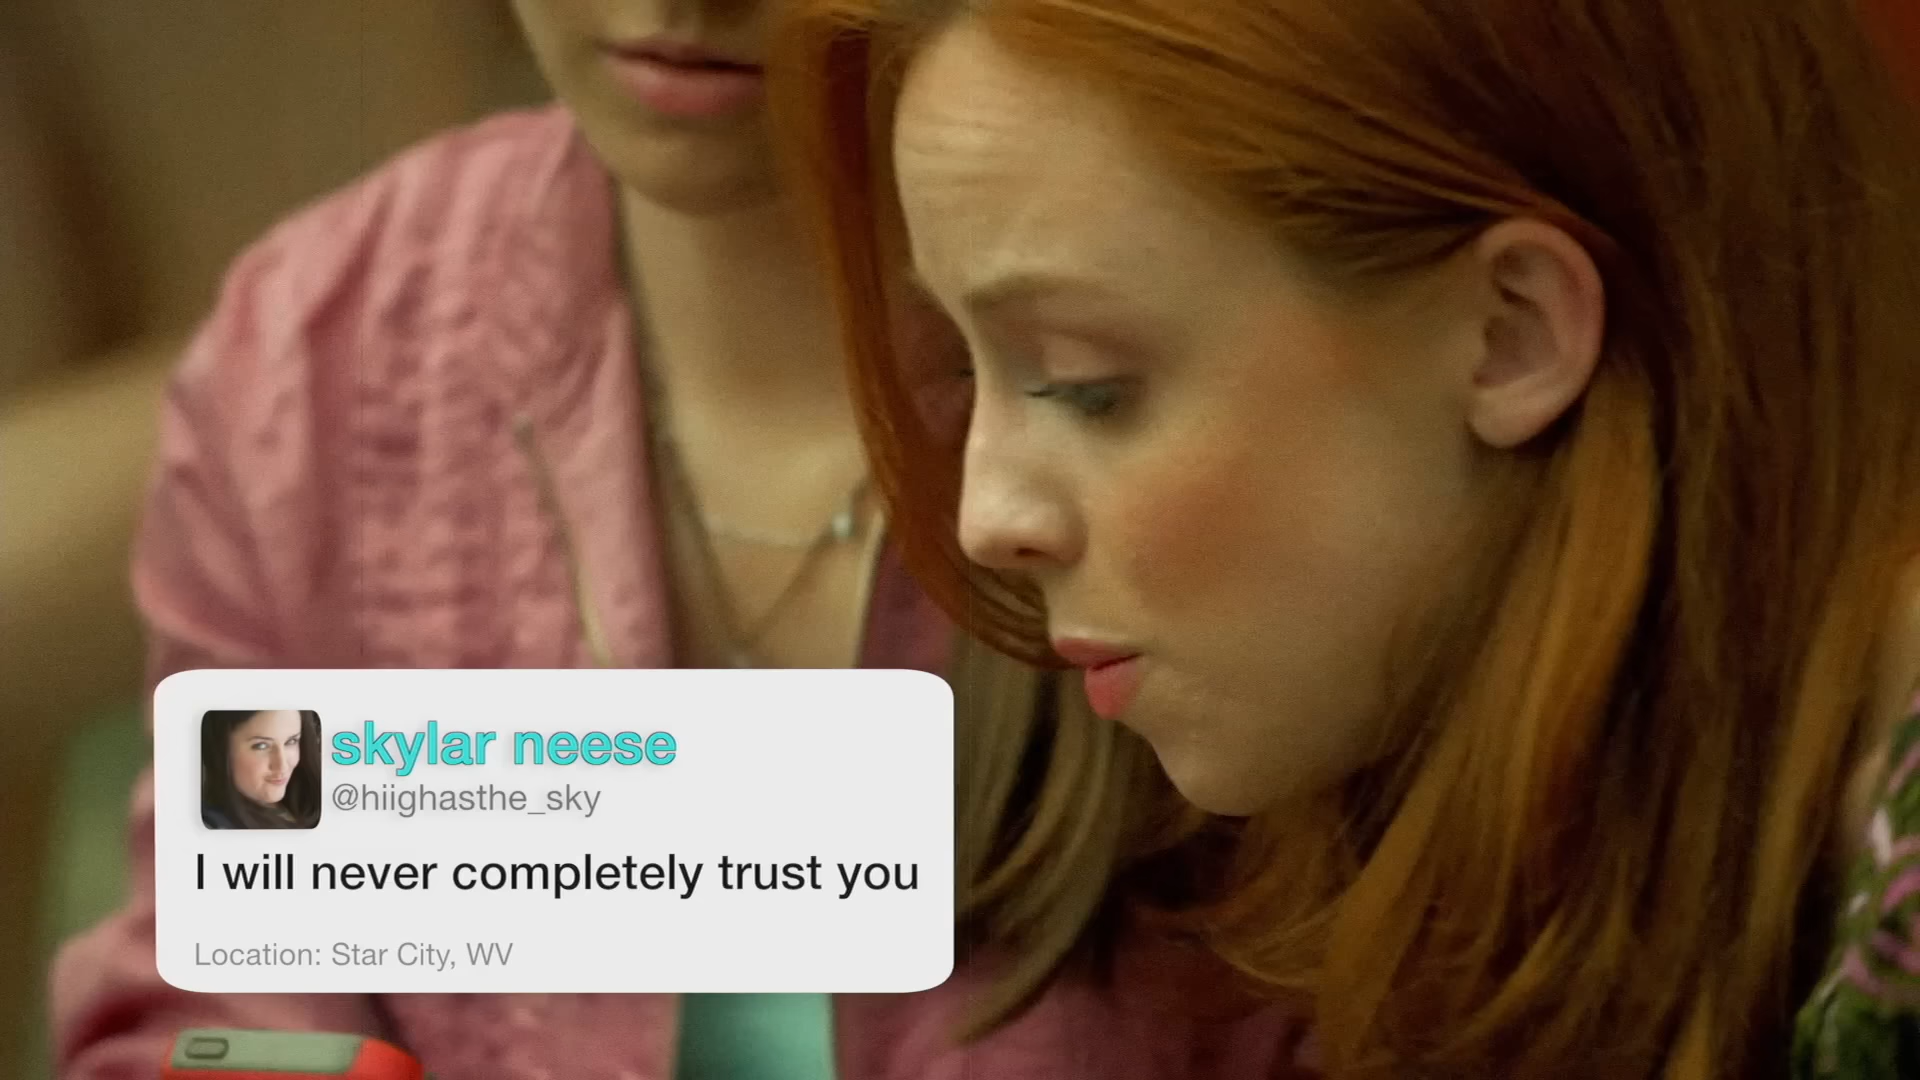 skylar neese
@hiighasthe_sky
I will never completely trust you
Location: Star City, WV